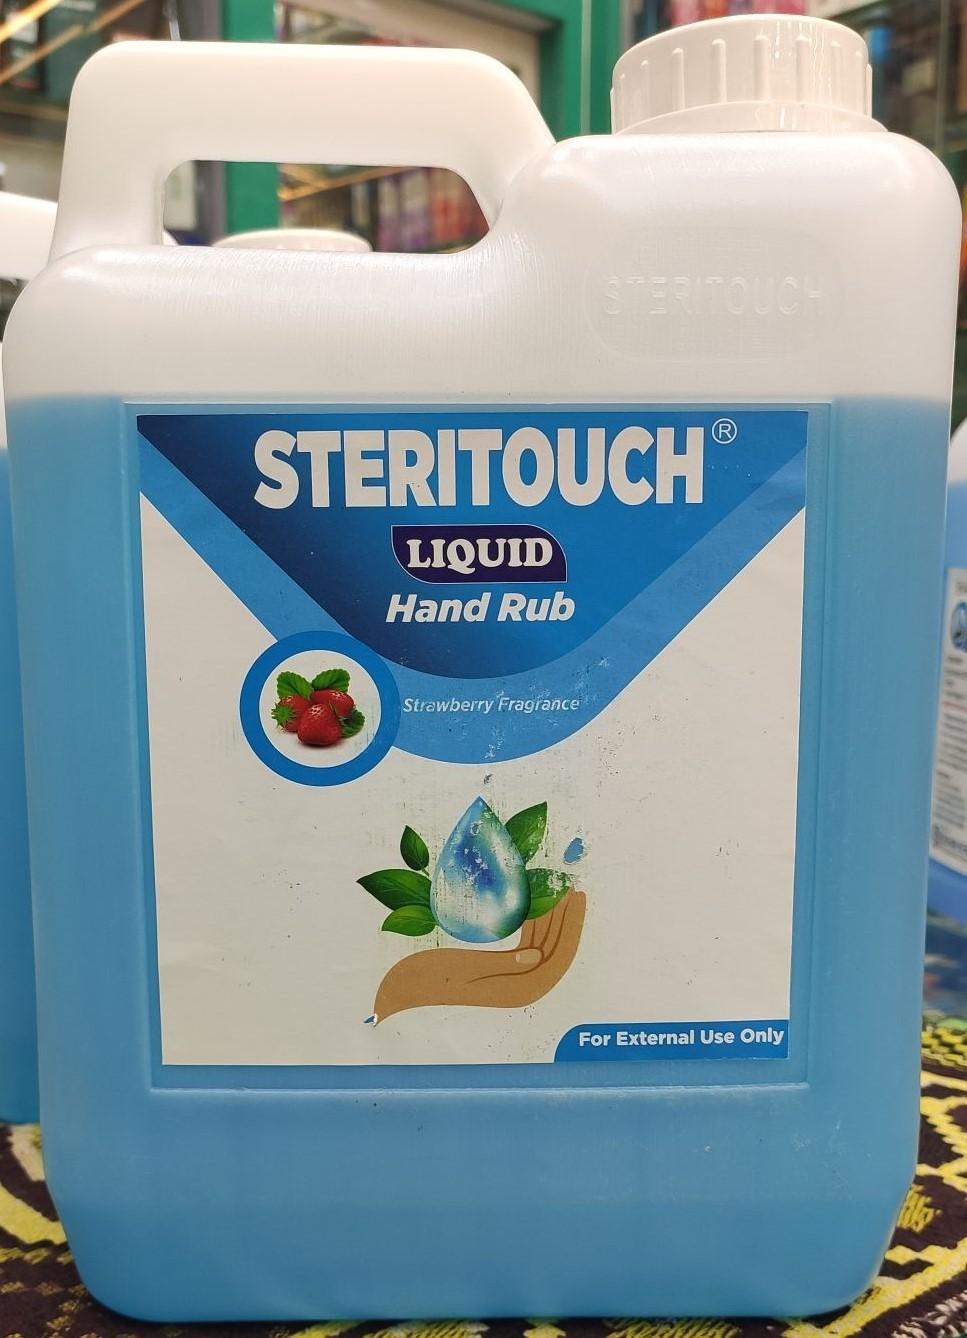 STERITOUCH
STERITOUCH®
LIQUID
Hand Rub
Strawberry Fragrance
For External Use Only